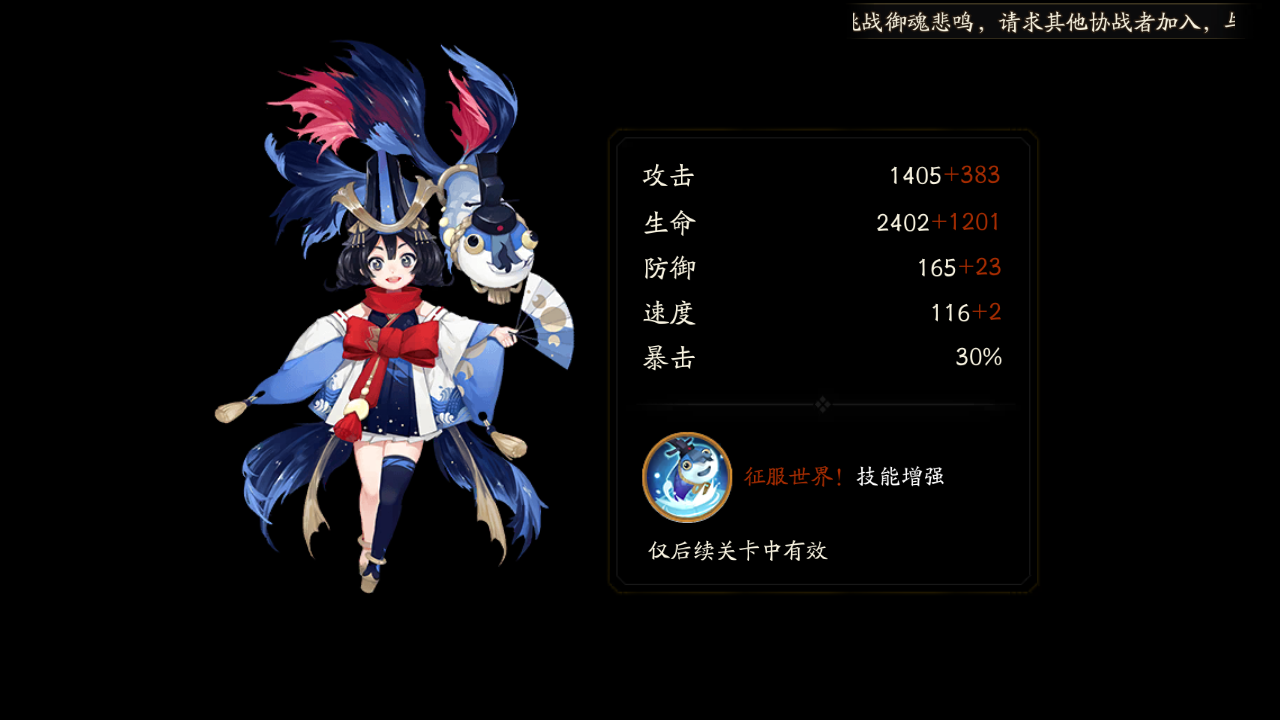 战御魂悲鸣，请求其他协战者加入，
攻击 1405+383
生命 2402+1201
防御 165+23
速度 116+2
暴击 30%
征服世界！技能增强
仅后续关卡中有效